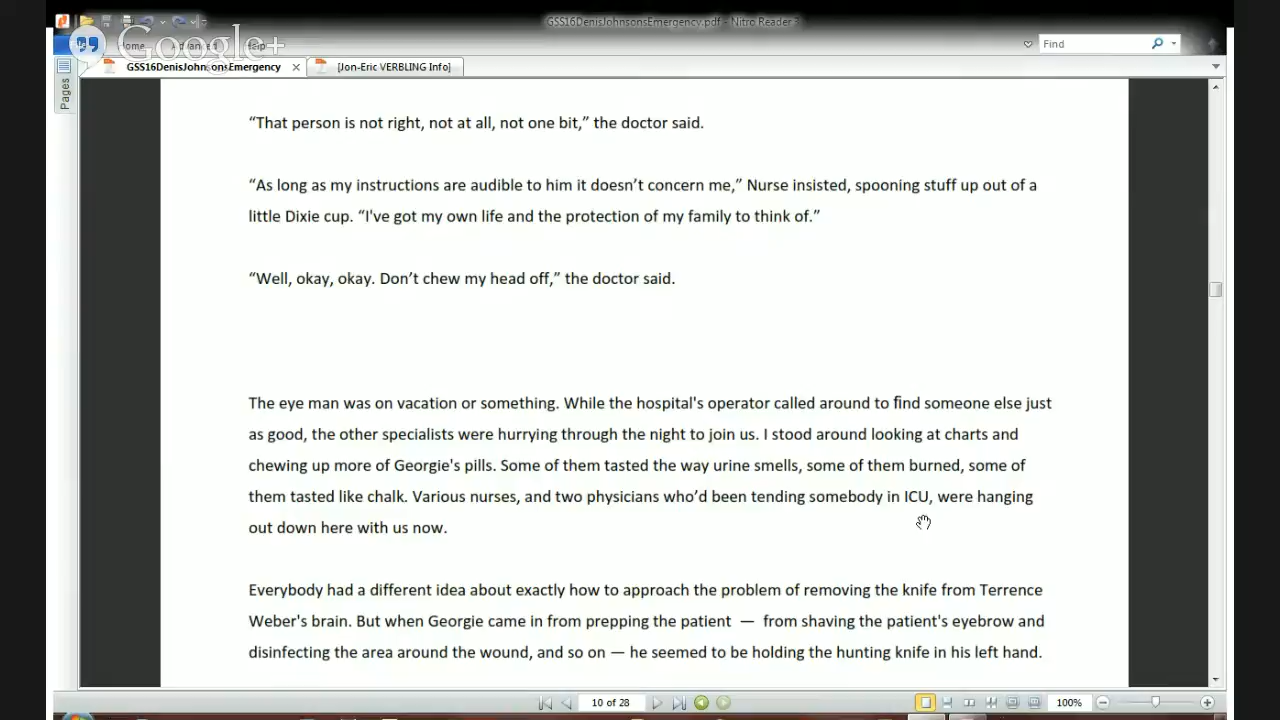 GSS16DenisJohnsonsEmergency.pdf - Nitro Reader 3
Google+
Home Advanced Help
Find
GSS16DenisJohnsonsEmergency
[Jon-Eric VERBLING Info]
Pages
“That person is not right, not at all, not one bit,” the doctor said.
“As long as my instructions are audible to him it doesn’t concern me,” Nurse insisted, spooning stuff up out of a
little Dixie cup. “I've got my own life and the protection of my family to think of.”
“Well, okay, okay. Don’t chew my head off,” the doctor said.
The eye man was on vacation or something. While the hospital's operator called around to find someone else just
as good, the other specialists were hurrying through the night to join us. I stood around looking at charts and
chewing up more of Georgie's pills. Some of them tasted the way urine smells, some of them burned, some of
them tasted like chalk. Various nurses, and two physicians who’d been tending somebody in ICU, were hanging
out down here with us now.
Everybody had a different idea about exactly how to approach the problem of removing the knife from Terrence
Weber's brain. But when Georgie came in from prepping the patient — from shaving the patient's eyebrow and
disinfecting the area around the wound, and so on — he seemed to be holding the hunting knife in his left hand.
10 of 28
100%